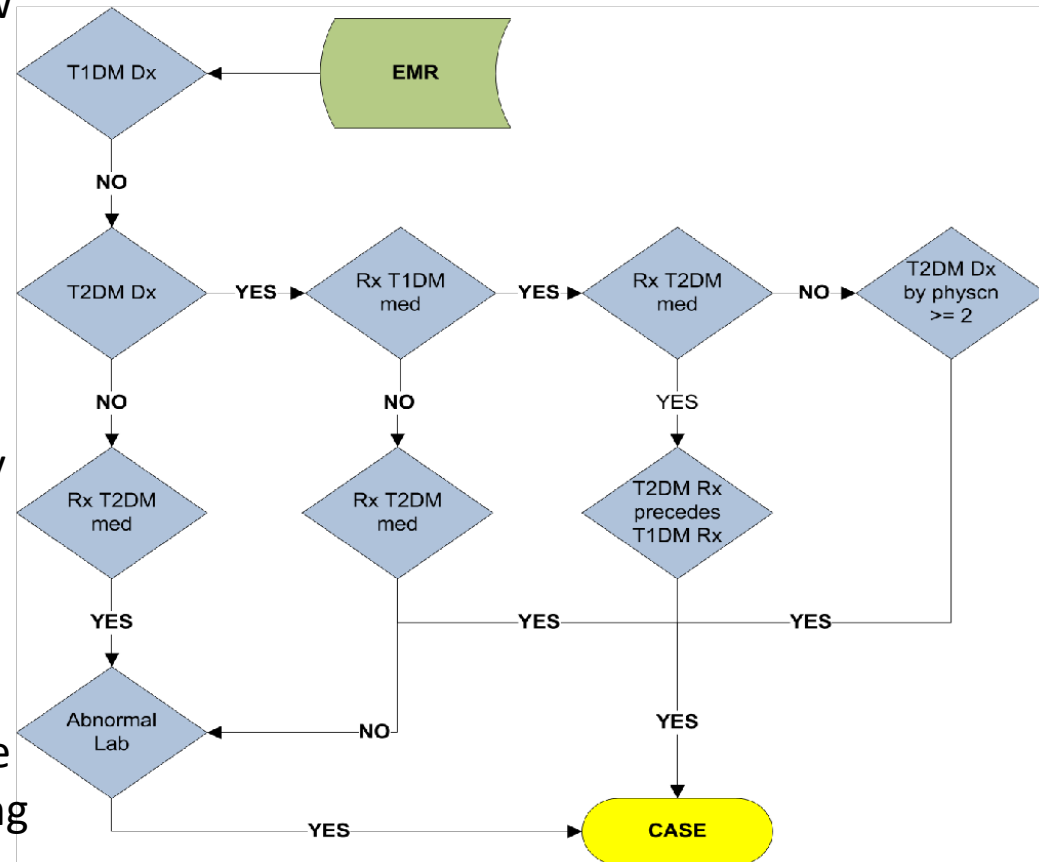 T1DM Dx
EMR
NO
T2DM Dx
YES
Rx T1DM
med
YES
Rx T2DM
med
NO
T2DM Dx
by physcn
>= 2
NO
NO
YES
Rx T2DM
med
Rx T2DM
med
T2DM Rx
precedes
T1DM Rx
YES
YES
YES
Abnormal
Lab
NO
YES
YES
CASE